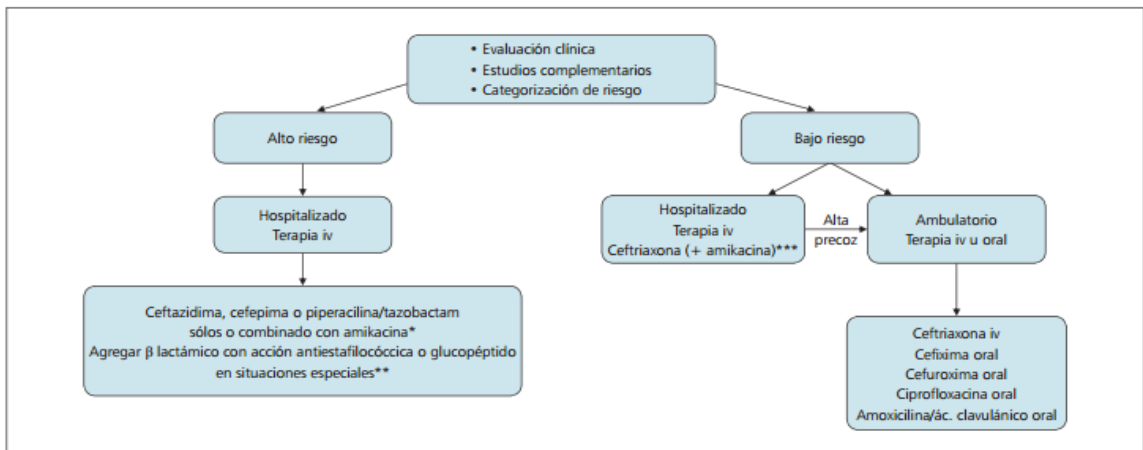 • Evaluación clínica
• Estudios complementarios
• Categorización de riesgo
Alto riesgo
Bajo riesgo
Hospitalizado
Terapia iv
Hospitalizado
Terapia iv
Ceftriaxona (+ amikacina)***
Alta
precoz
Ambulatorio
Terapia iv u oral
Ceftazidima, cefepima o piperacilina/tazobactam
sólos o combinado con amikacina*
Agregar β lactámico con acción antiestafilocóccica o glucopéptido
en situaciones especiales**
Ceftriaxona iv
Cefixima oral
Cefuroxima oral
Ciprofloxacina oral
Amoxicilina/ác. clavulánico oral